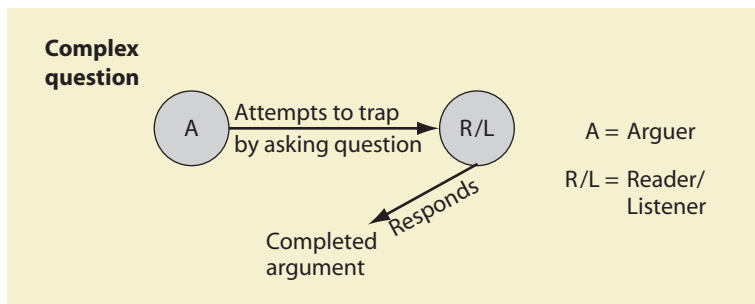 Complex
question
A
Attempts to trap
by asking question
R/L
A = Arguer
R/L = Reader/
Listener
Responds
Completed
argument